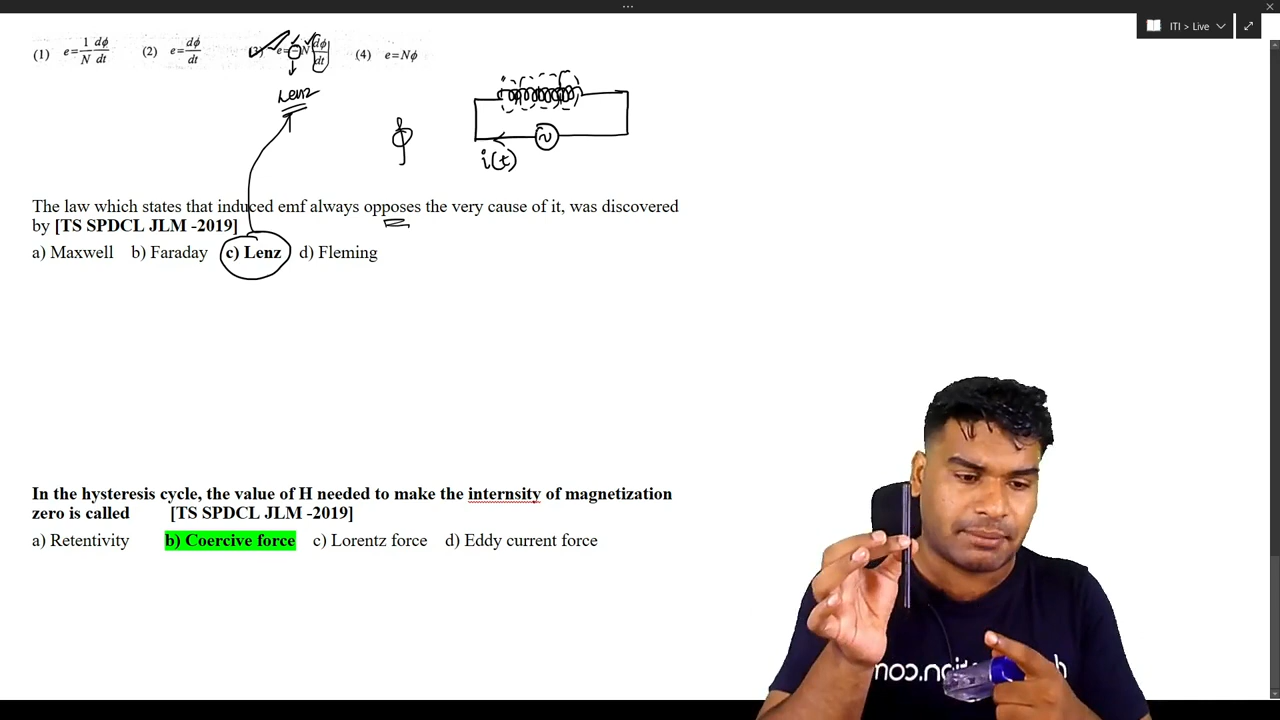 ITI > Live
(1) e=1/N dϕ/dt (2) e=dϕ/dt (3) e=-N dϕ/dt (4) e=Nϕ
Lenz
ϕ
i(t)
The law which states that induced emf always opposes the very cause of it, was discovered
by [TS SPDCL JLM -2019]
a) Maxwell b) Faraday c) Lenz d) Fleming
In the hysteresis cycle, the value of H needed to make the internsity of magnetization
zero is called [TS SPDCL JLM -2019]
a) Retentivity b) Coercive force c) Lorentz force d) Eddy current force